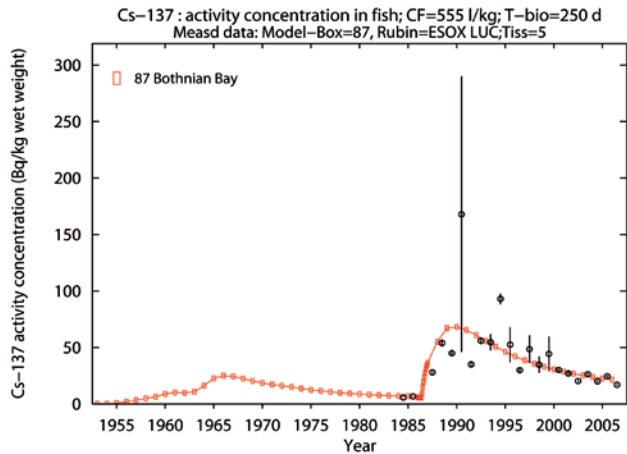 Cs−137 : activity concentration in fish; CF=555 l/kg; T−bio=250 d
Measd data: Model−Box=87, Rubin=ESOX LUC;Tiss=5
Cs−137 activity concentration (Bq/kg wet weight)
300
250
200
150
100
50
0
87 Bothnian Bay
1955 1960 1965 1970 1975 1980 1985 1990 1995 2000 2005
Year